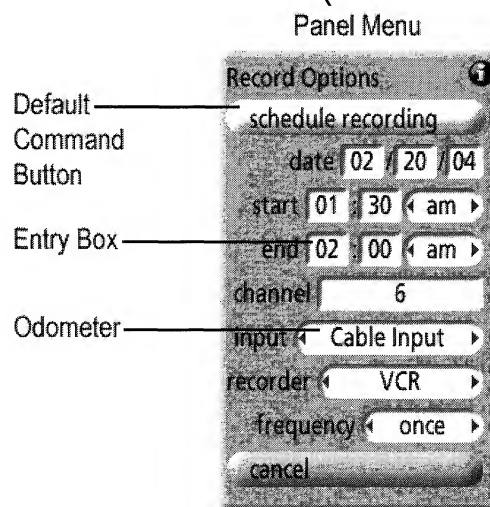 Panel Menu
Record Options
Default
Command
Button
schedule recording
date 02 / 20 / 04
start 01 : 30 am
Entry Box
end 02 : 00 am
channel 6
Odometer
input Cable Input
recorder VCR
frequency once
cancel